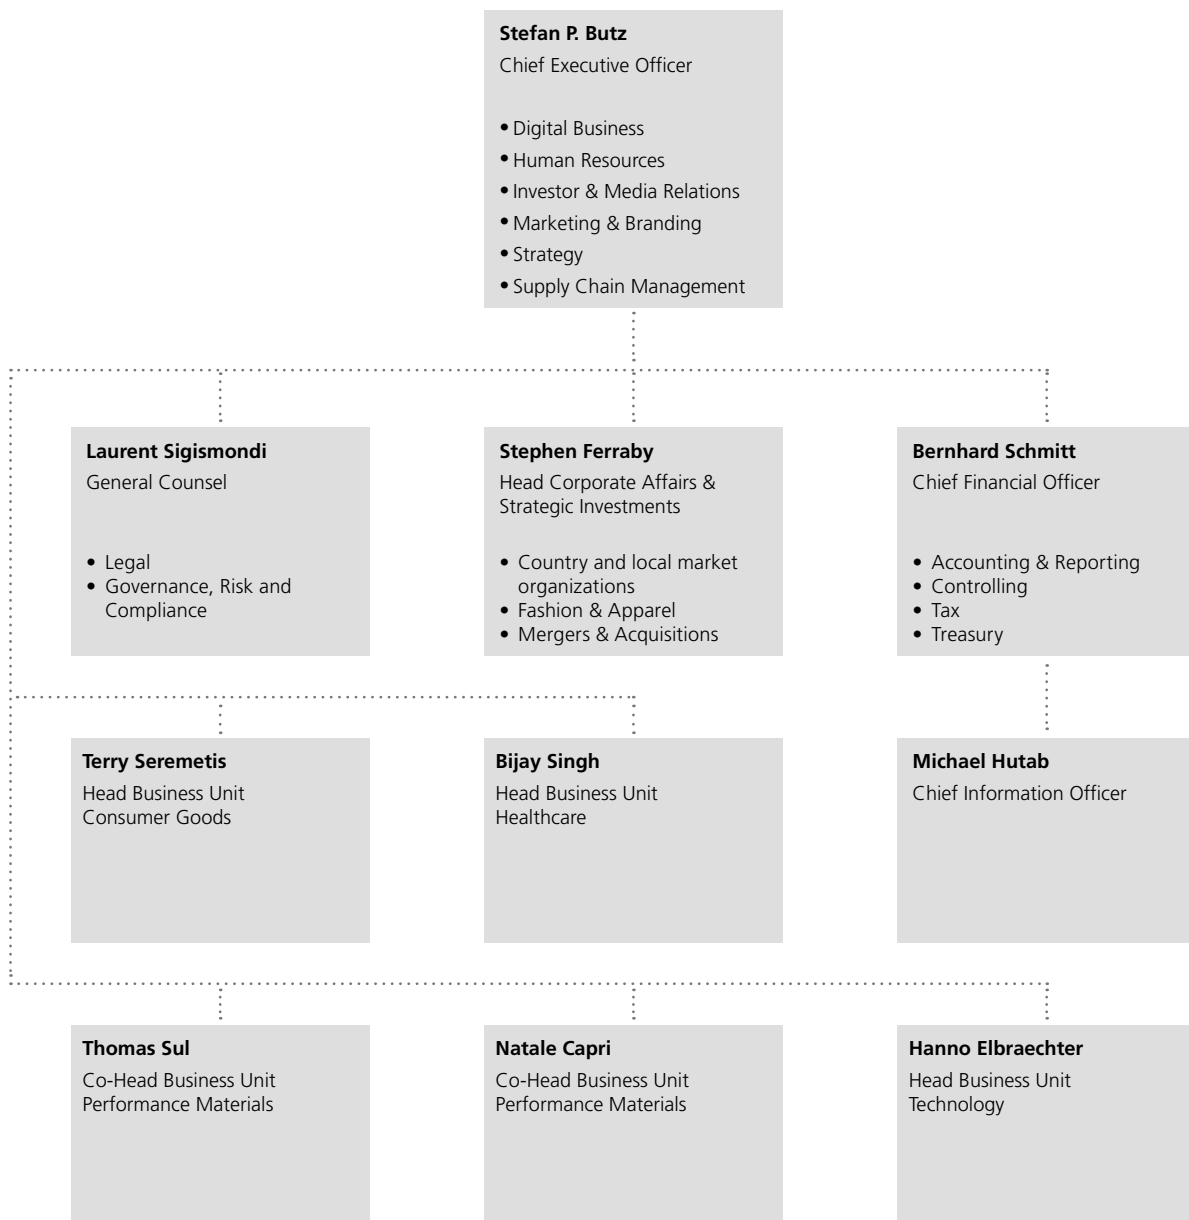 Stefan P. Butz
Chief Executive Officer
• Digital Business
• Human Resources
• Investor & Media Relations
• Marketing & Branding
• Strategy
• Supply Chain Management
Laurent Sigismondi
General Counsel
• Legal
• Governance, Risk and
Compliance
Stephen Ferraby
Head Corporate Affairs &
Strategic Investments
• Country and local market
organizations
• Fashion & Apparel
• Mergers & Acquisitions
Bernhard Schmitt
Chief Financial Officer
• Accounting & Reporting
• Controlling
• Tax
• Treasury
Terry Seremetis
Head Business Unit
Consumer Goods
Bijay Singh
Head Business Unit
Healthcare
Michael Hutab
Chief Information Officer
Thomas Sul
Co-Head Business Unit
Performance Materials
Natale Capri
Co-Head Business Unit
Performance Materials
Hanno Elbraechter
Head Business Unit
Technology